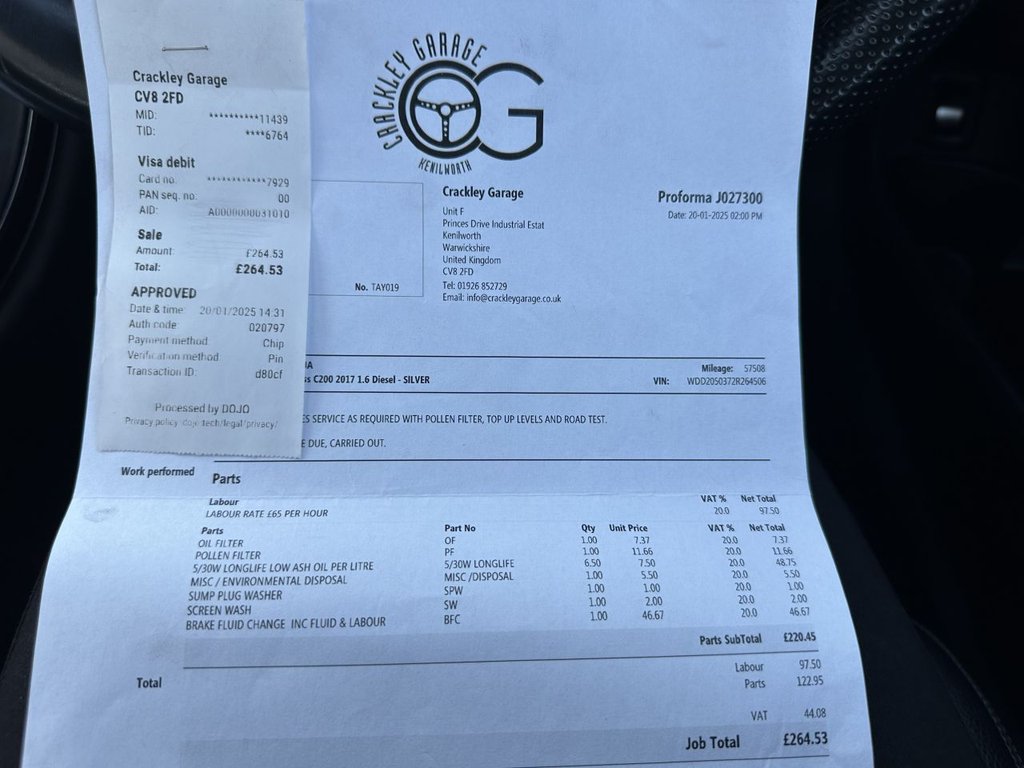 Crackley Garage
CV8 2FD
MID: **********11439
TID: ****6764
Visa debit
Card no. ************7929
PAN seq. no. 00
AID: A0000000031010
Sale
Amount: £264.53
Total: £264.53
APPROVED
Date & time: 20/01/2025 14:31
Auth code: 020797
Payment method: Chip
Verification method: Pin
Transaction ID: d80cf
Processed by DOJO
Privacy policy: dojo.tech/legal/privacy/
CRACKLEY GARAGE
CG
KENILWORTH
No. TAY019
Crackley Garage
Unit F
Princes Drive Industrial Estat
Kenilworth
Warwickshire
United Kingdom
CV8 2FD
Tel: 01926 852729
Email: info@crackleygarage.co.uk
Proforma J027300
Date: 20-01-2025 02:00 PM
Mileage: 57508
C200 2017 1.6 Diesel - SILVER VIN: WDD2050372R264506
SERVICE AS REQUIRED WITH POLLEN FILTER, TOP UP LEVELS AND ROAD TEST.
DUE, CARRIED OUT.
Work performed Parts
Labour VAT % Net Total
LABOUR RATE £65 PER HOUR 20.0 97.50
Parts Part No Qty Unit Price VAT % Net Total
OIL FILTER OF 1.00 7.37 20.0 7.37
POLLEN FILTER PF 1.00 11.66 20.0 11.66
5/30W LONGLIFE LOW ASH OIL PER LITRE 5/30W LONGLIFE 6.50 7.50 20.0 48.75
MISC / ENVIRONMENTAL DISPOSAL MISC /DISPOSAL 1.00 5.50 20.0 5.50
SUMP PLUG WASHER SPW 1.00 1.00 20.0 1.00
SCREEN WASH SW 1.00 2.00 20.0 2.00
BRAKE FLUID CHANGE INC FLUID & LABOUR BFC 1.00 46.67 20.0 46.67
Parts SubTotal £220.45
Total Labour 97.50
Parts 122.95
VAT 44.08
Job Total £264.53